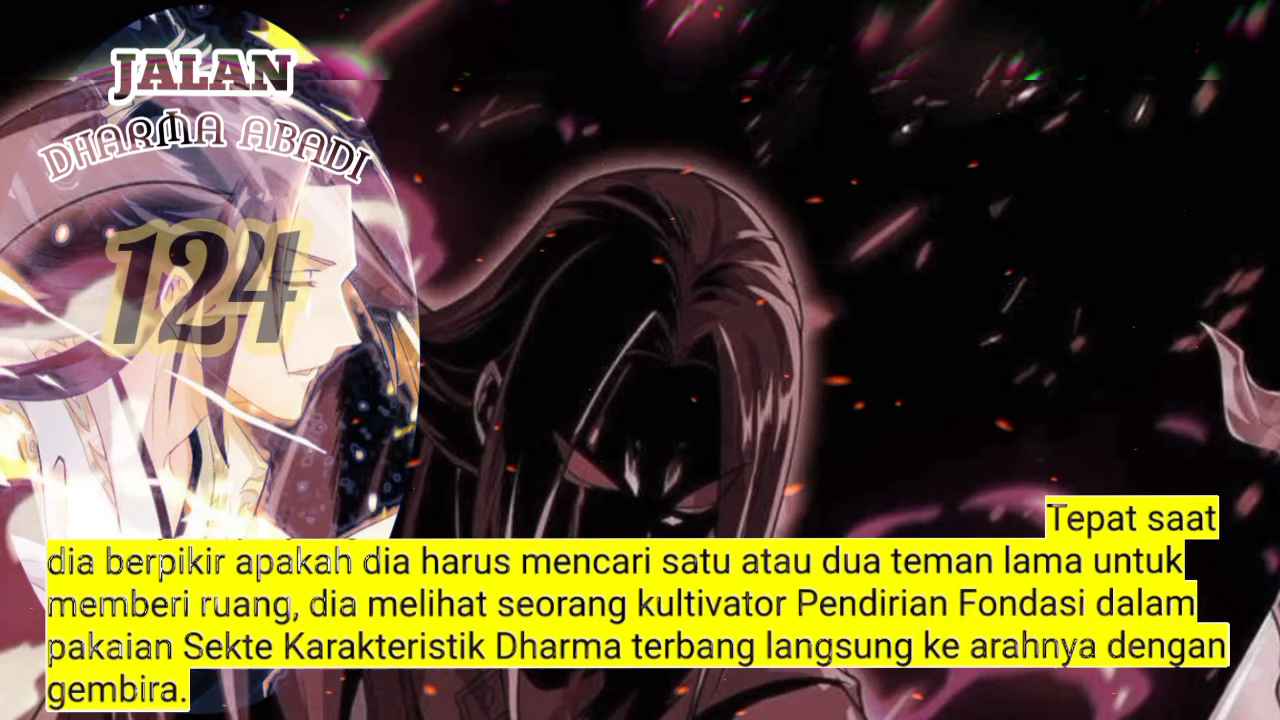 JALAN
DHARMA ABADI
124
Tepat saat
dia berpikir apakah dia harus mencari satu atau dua teman lama untuk
memberi ruang, dia melihat seorang kultivator Pendirian Fondasi dalam
pakaian Sekte Karakteristik Dharma terbang langsung ke arahnya dengan
gembira.